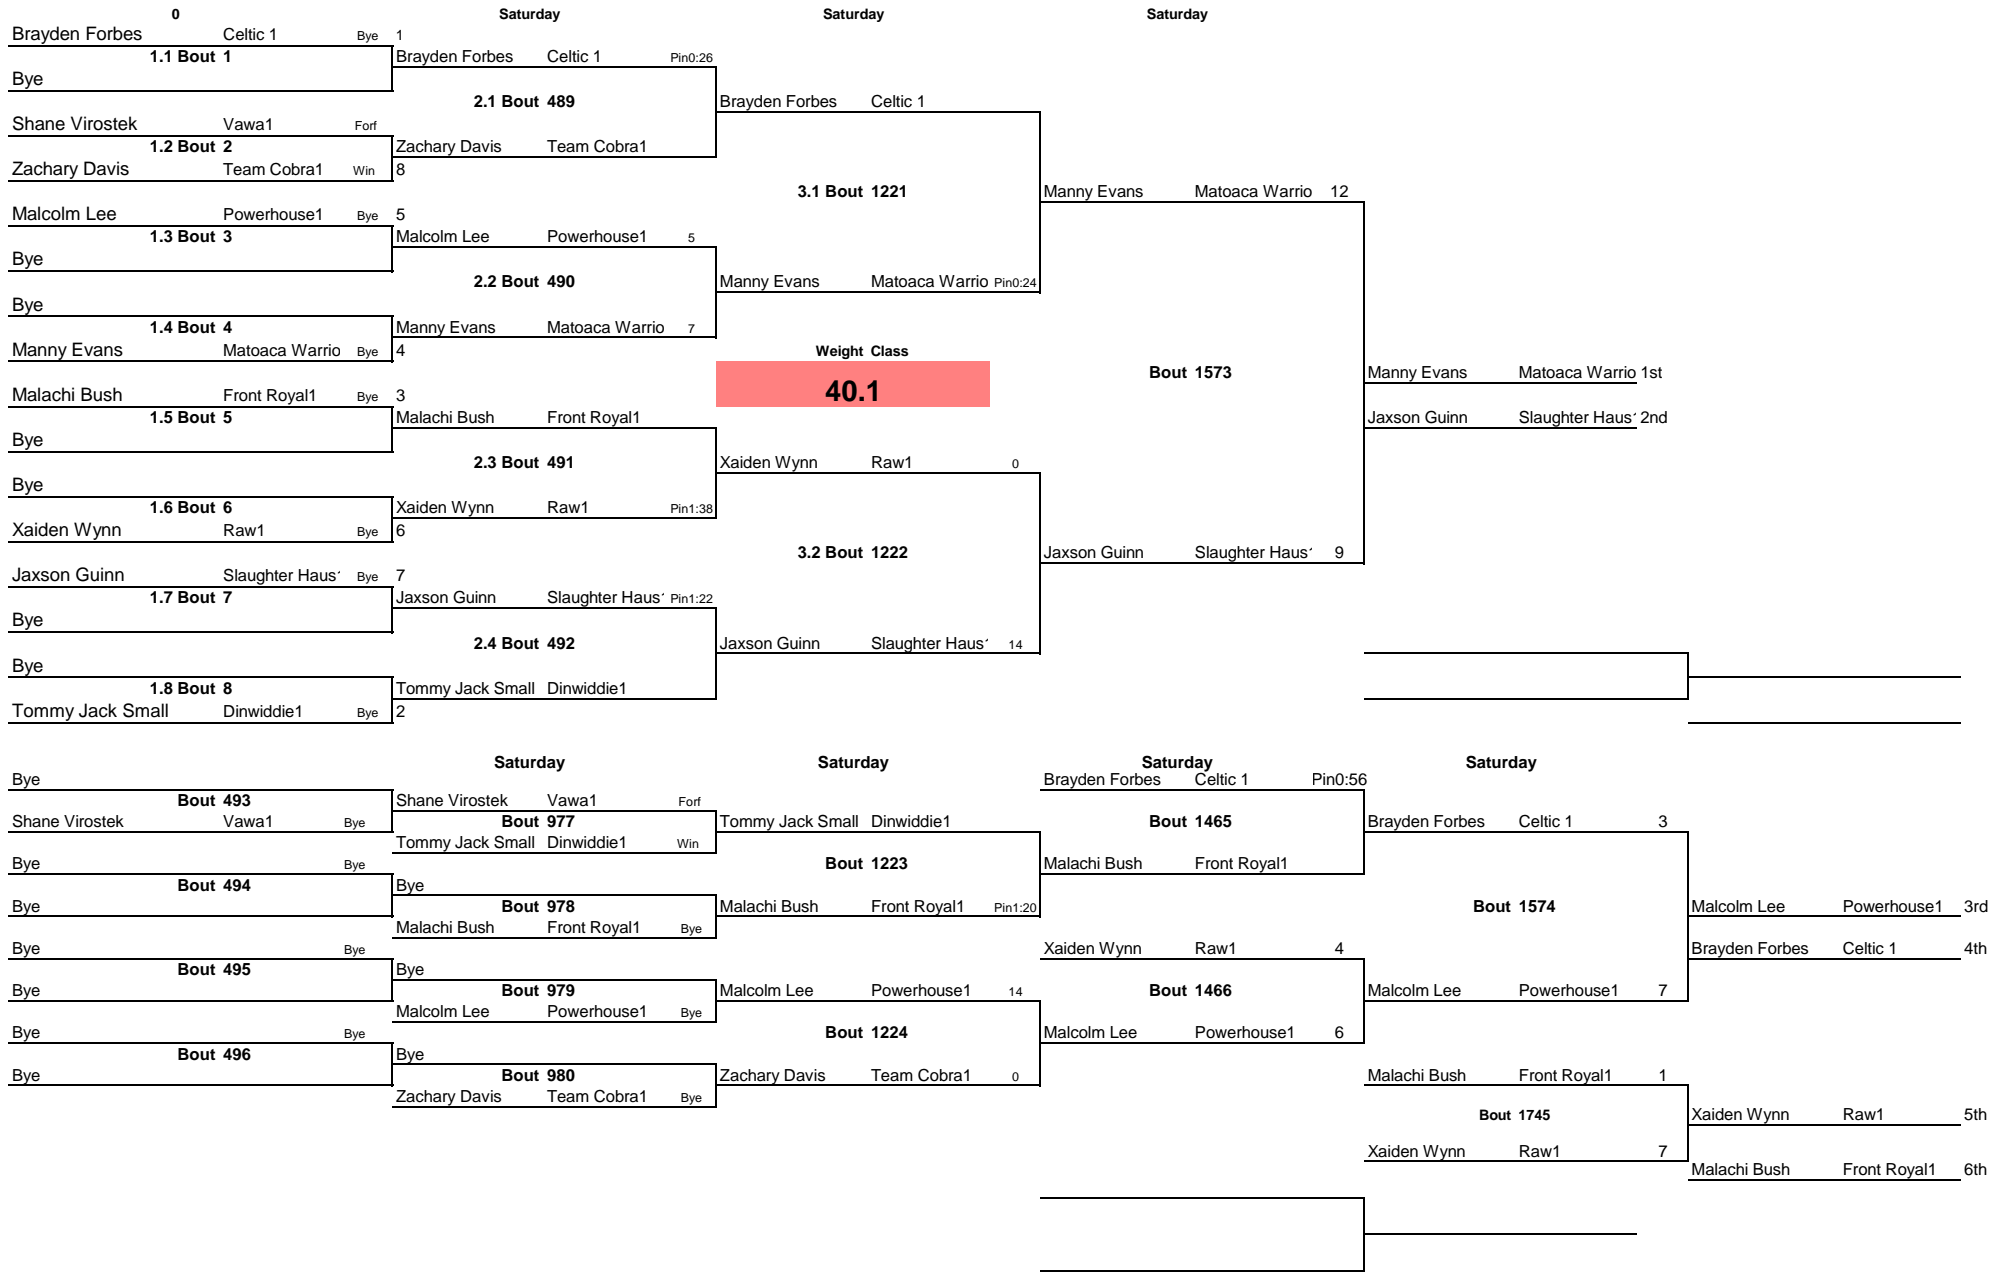 0 Saturday Saturday Saturday
Brayden Forbes Celtic 1 Bye 1
1.1 Bout 1 Brayden Forbes Celtic 1 Pin0:26
Bye
2.1 Bout 489 Brayden Forbes Celtic 1
Shane Virostek Vawa1 Forf
1.2 Bout 2 Zachary Davis Team Cobra1
Zachary Davis Team Cobra1 Win 8
3.1 Bout 1221 Manny Evans Matoaca Warrio 12
Malcolm Lee Powerhouse1 Bye 5
1.3 Bout 3 Malcolm Lee Powerhouse1 5
Bye
2.2 Bout 490 Manny Evans Matoaca Warrio Pin0:24
Bye
1.4 Bout 4 Manny Evans Matoaca Warrio 7
Manny Evans Matoaca Warrio Bye 4 Weight Class
Bout 1573 Manny Evans Matoaca Warrio 1st
Malachi Bush Front Royal1 Bye 3 40.1
1.5 Bout 5 Malachi Bush Front Royal1 Jaxson Guinn Slaughter Haus 2nd
Bye
2.3 Bout 491 Xaiden Wynn Raw1 0
Bye
1.6 Bout 6 Xaiden Wynn Raw1 Pin1:38
Xaiden Wynn Raw1 Bye 6
3.2 Bout 1222 Jaxson Guinn Slaughter Haus 9
Jaxson Guinn Slaughter Haus Bye 7
1.7 Bout 7 Jaxson Guinn Slaughter Haus Pin1:22
Bye
2.4 Bout 492 Jaxson Guinn Slaughter Haus 14
Bye
1.8 Bout 8 Tommy Jack Small Dinwiddie1
Tommy Jack Small Dinwiddie1 Bye 2
Saturday Saturday Saturday Saturday
Bye Brayden Forbes Celtic 1 Pin0:56
Bout 493 Shane Virostek Vawa1 Forf
Shane Virostek Vawa1 Bye Bout 977 Tommy Jack Small Dinwiddie1 Bout 1465 Brayden Forbes Celtic 1 3
Tommy Jack Small Dinwiddie1 Win
Bye Bye Bout 1223 Malachi Bush Front Royal1
Bout 494 Bye
Bye Bout 978 Malachi Bush Front Royal1 Pin1:20 Bout 1574 Malcolm Lee Powerhouse1 3rd
Malachi Bush Front Royal1 Bye
Bye Bye Xaiden Wynn Raw1 4 Brayden Forbes Celtic 1 4th
Bout 495 Bye
Bye Bout 979 Malcolm Lee Powerhouse1 14 Bout 1466 Malcolm Lee Powerhouse1 7
Malcolm Lee Powerhouse1 Bye
Bye Bye Bout 1224 Malcolm Lee Powerhouse1 6
Bout 496 Bye
Bye Bout 980 Zachary Davis Team Cobra1 0 Malachi Bush Front Royal1 1
Zachary Davis Team Cobra1 Bye
Bout 1745 Xaiden Wynn Raw1 5th
Xaiden Wynn Raw1 7
Malachi Bush Front Royal1 6th